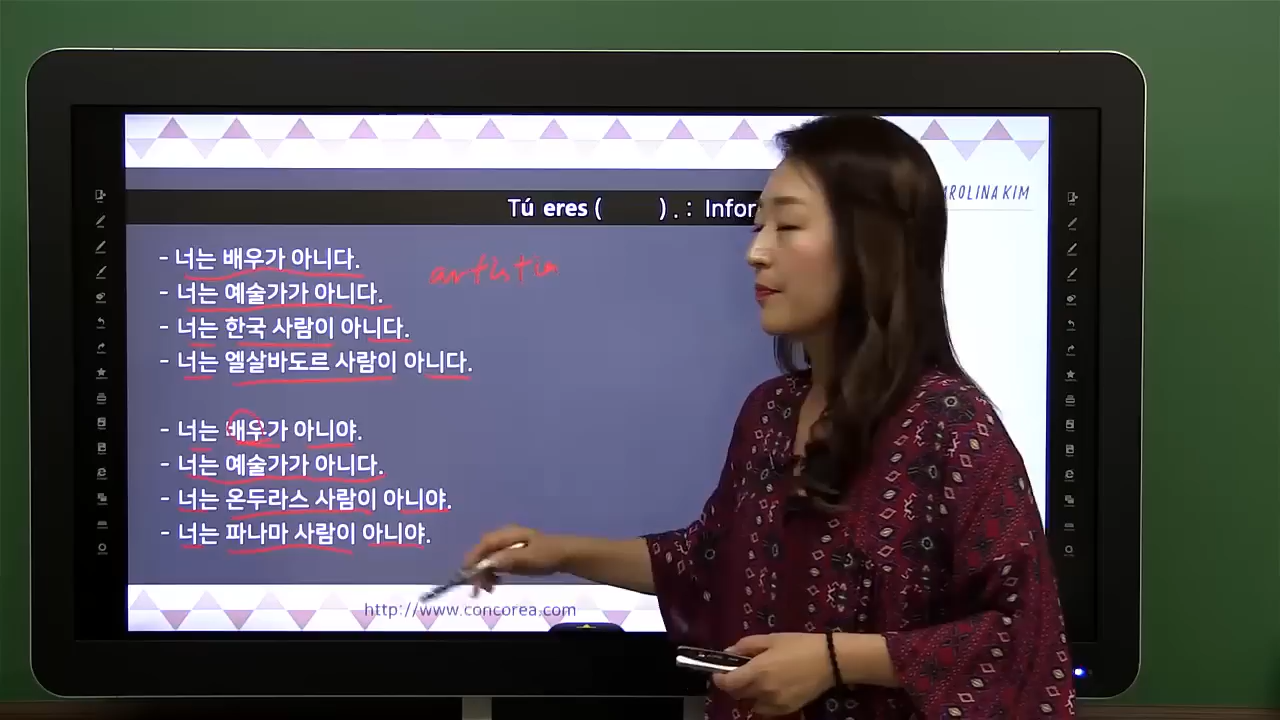 AROLINA KIM
Tú eres ( ) . : Infor
- 너는 배우가 아니다.
- 너는 예술가가 아니다.
- 너는 한국 사람이 아니다.
- 너는 엘살바도르 사람이 아니다.
- 너는 배우가 아니야.
- 너는 예술가가 아니다.
- 너는 온두라스 사람이 아니야.
- 너는 파나마 사람이 아니야.
http://www.concorea.com